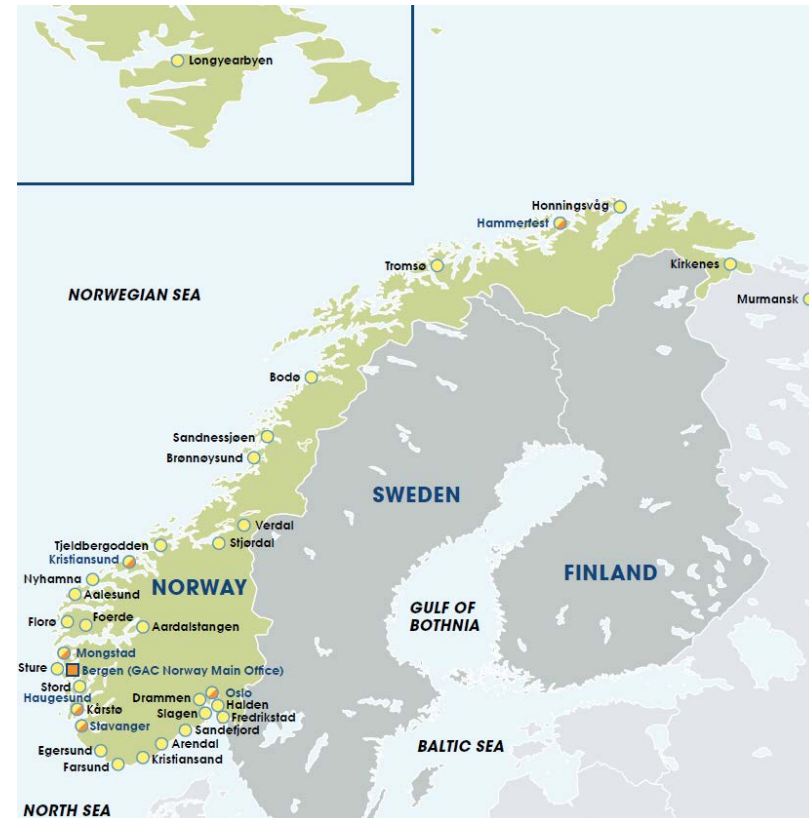 Longyearbyen
Honningsvåg
Hammerfest
Tromsø
Kirkenes
NORWEGIAN SEA
Murmansk
Bodø
Sandnessjøen
Brønnøysund
SWEDEN
Verdal
Tjeldbergodden
Stjørdal
Kristiansund
FINLAND
Nyhamna
NORWAY
Aalesund
GULF OF
BOTHNIA
Florø
Foerde
Aardalstangen
Mongstad
Sture
Bergen (GAC Norway Main Office)
Stord
Oslo
Haugesund
Drammen
Halden
Kårstø
Slagen
Fredrikstad
Stavanger
Sandefjord
Arendal
BALTIC SEA
Egersund
Kristiansand
Farsund
NORTH SEA